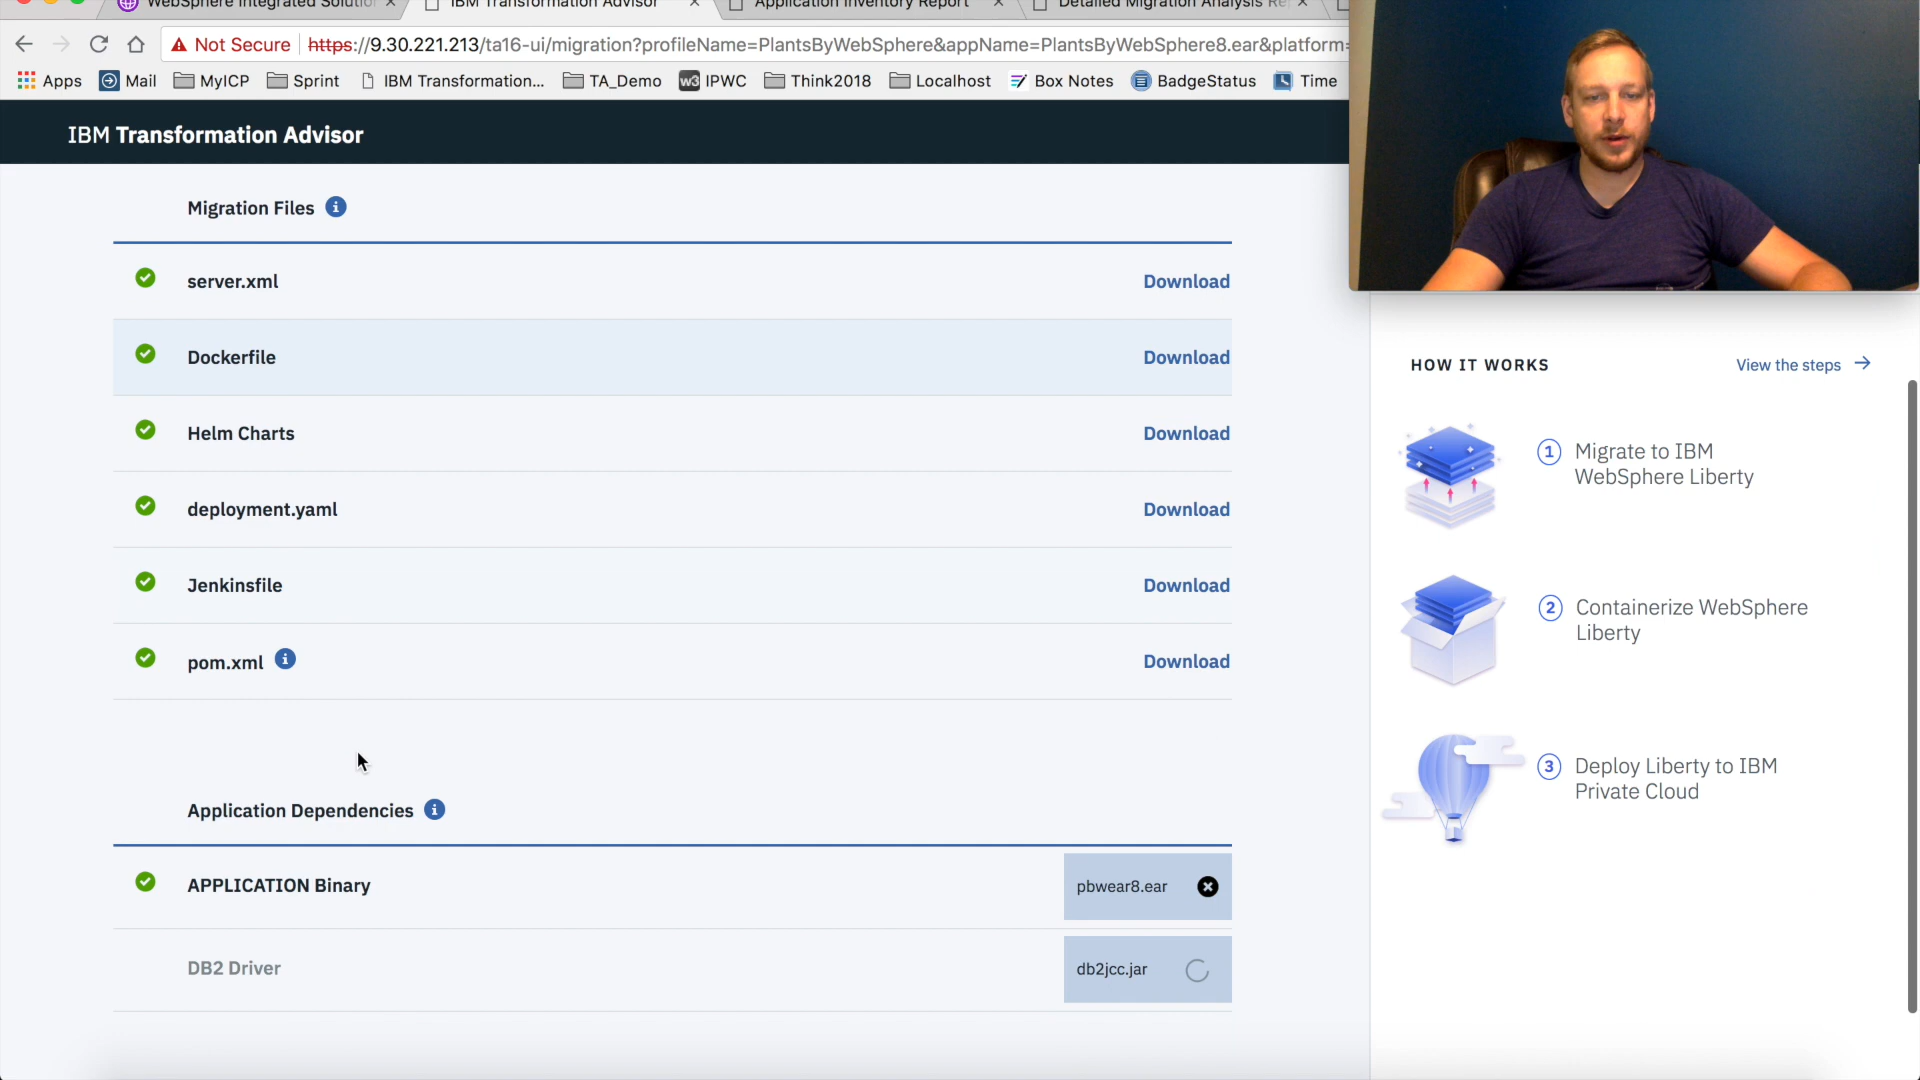 WebSphere Integrated Solution
IBM Transformation Advisor
Application Inventory Report
Detailed Migration Analysis Re
Not Secure
https://9.30.221.213/ta16-ui/migration?profileName=PlantsByWebSphere&appName=PlantsByWebSphere8.ear&platform=
Apps
Mail
MyICP
Sprint
IBM Transformation...
TA_Demo
w3 IPWC
Think2018
Localhost
Box Notes
BadgeStatus
Time
IBM Transformation Advisor
Migration Files
server.xml Download
Dockerfile Download
Helm Charts Download
deployment.yaml Download
Jenkinsfile Download
pom.xml Download
Application Dependencies
APPLICATION Binary pbwear8.ear
DB2 Driver db2jcc.jar
HOW IT WORKS View the steps
1 Migrate to IBM
WebSphere Liberty
2 Containerize WebSphere
Liberty
3 Deploy Liberty to IBM
Private Cloud